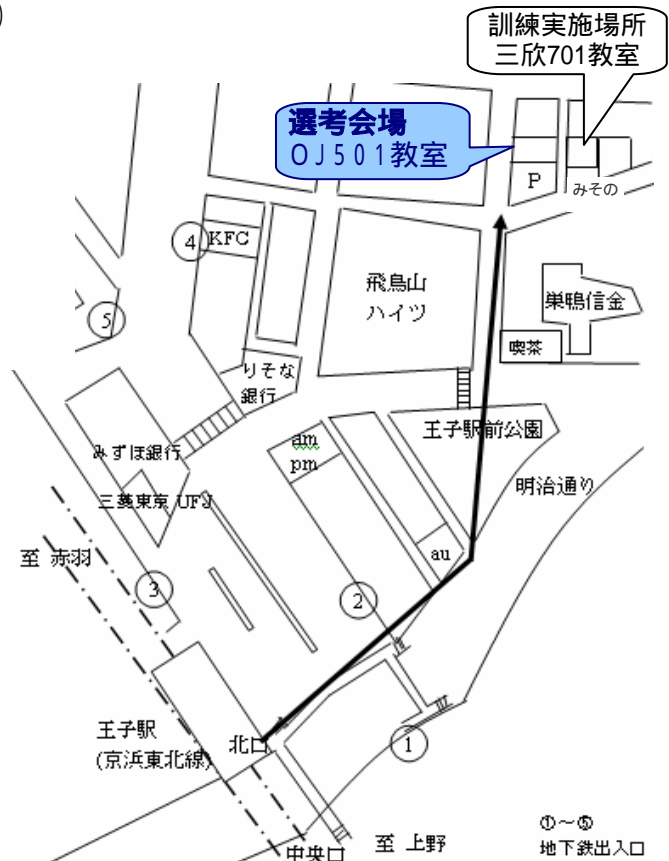 )
訓練実施場所
三欣701教室
選考会場
OJ501教室
P
みその
④
KFC
飛鳥山
ハイツ
巣鴨信金
⑤
喫茶
りそな
銀行
am
pm
王子駅前公園
みずほ銀行
三菱東京 UFJ
明治通り
au
至 赤羽
③
②
王子駅
(京浜東北線)
北口
①
中央口
至 上野
①～⑤
地下鉄出入口